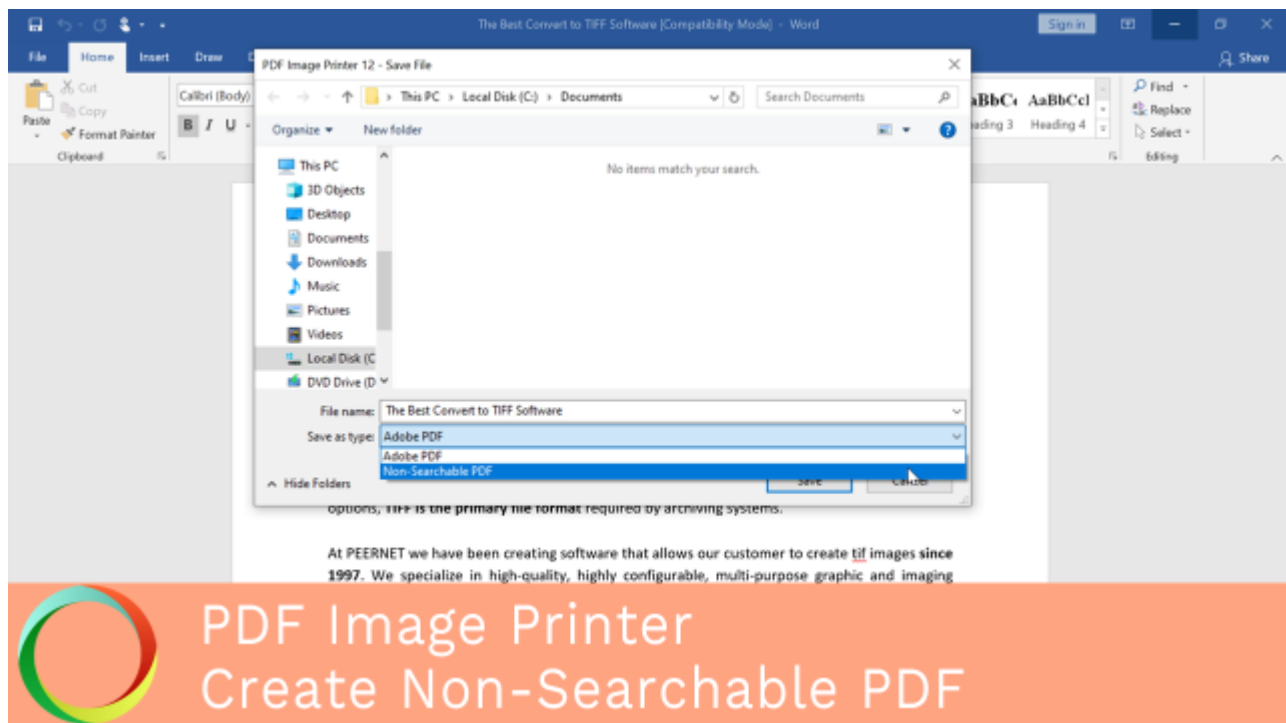 The Best Convert to TIFF Software [Compatibility Mode] - Word
Sign in
File Home Insert Draw
Share
Cut
Copy
Paste
Format Painter
Clipboard
Calibri (Body)
B I U
aBbC AaBbCcI
eading 3 Heading 4
Find
Replace
Select
Editing
PDF Image Printer 12 - Save File
This PC > Local Disk (C:) > Documents
Search Documents
Organize New folder
This PC
3D Objects
Desktop
Documents
Downloads
Music
Pictures
Videos
Local Disk (C
DVD Drive (D
No items match your search.
File name: The Best Convert to TIFF Software
Save as type: Adobe PDF
Adobe PDF
Non-Searchable PDF
Hide Folders
Save Cancel
options, TIFF is the primary file format required by archiving systems.
At PEERNET we have been creating software that allows our customer to create tif images since
1997. We specialize in high-quality, highly configurable, multi-purpose graphic and imaging
PDF Image Printer
Create Non-Searchable PDF